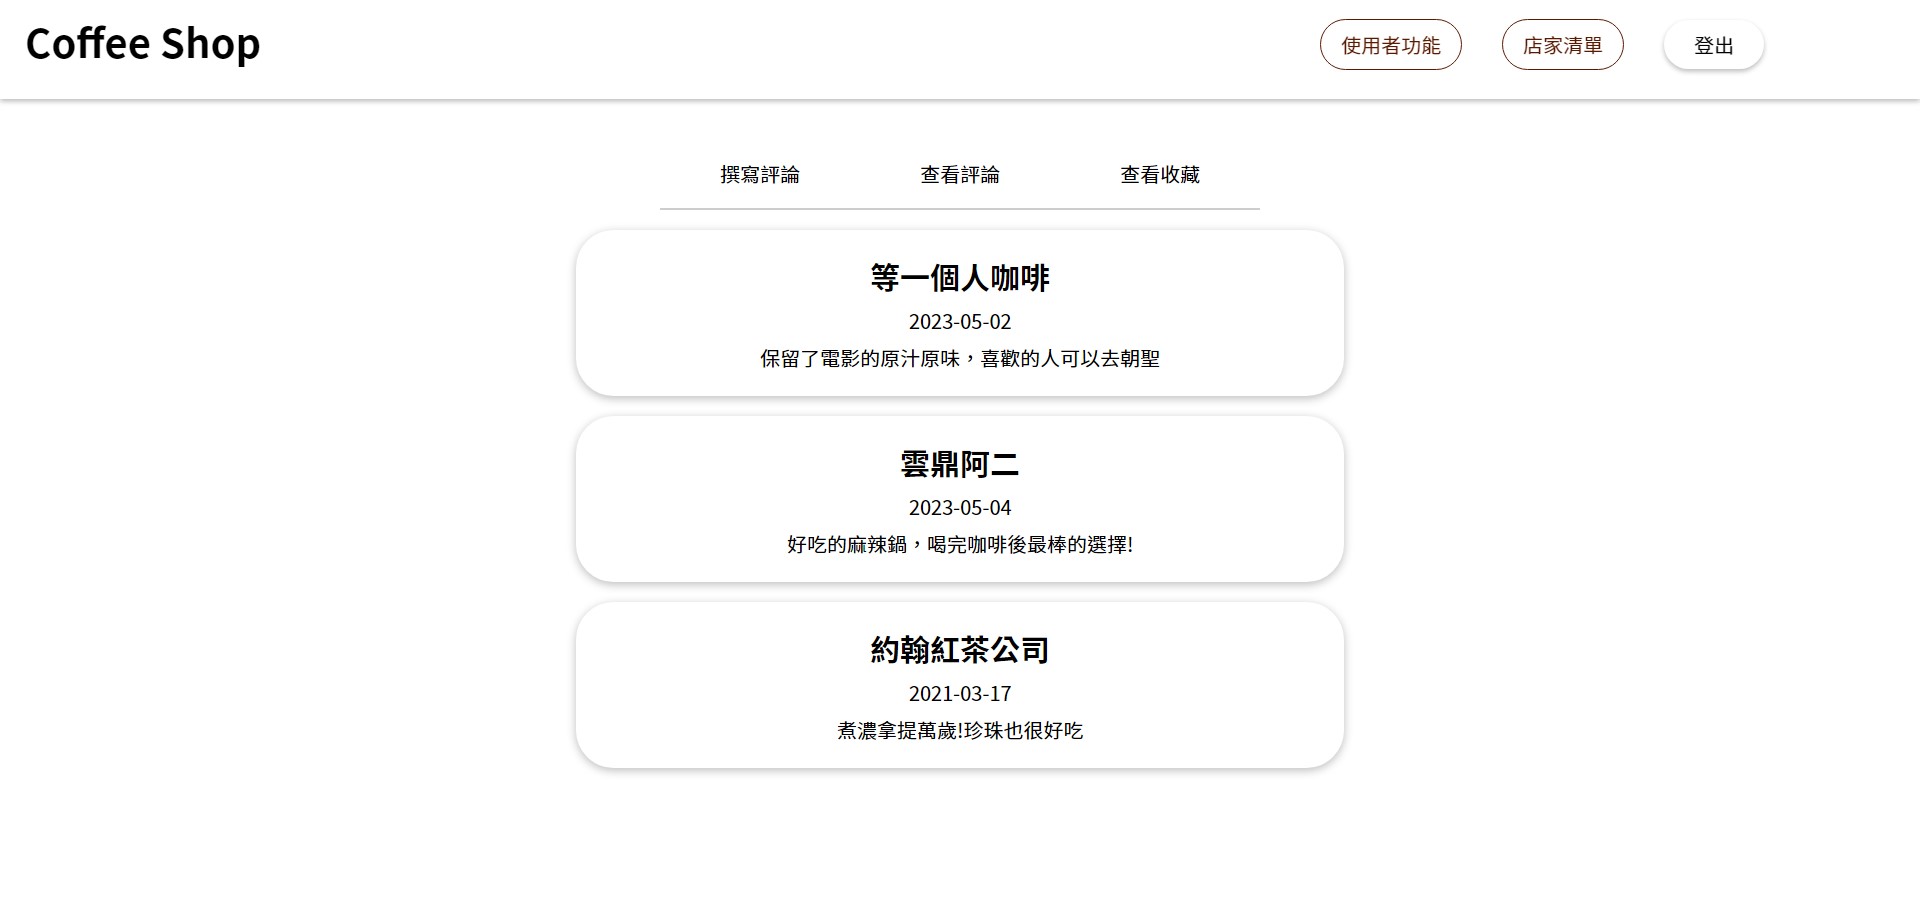 Coffee Shop
使用者功能
店家清單
登出
撰寫評論
查看評論
查看收藏
等一個人咖啡
2023-05-02
保留了電影的原汁原味，喜歡的人可以去朝聖
雲鼎阿二
2023-05-04
好吃的麻辣鍋，喝完咖啡後最棒的選擇!
約翰紅茶公司
2021-03-17
煮濃拿提萬歲!珍珠也很好吃